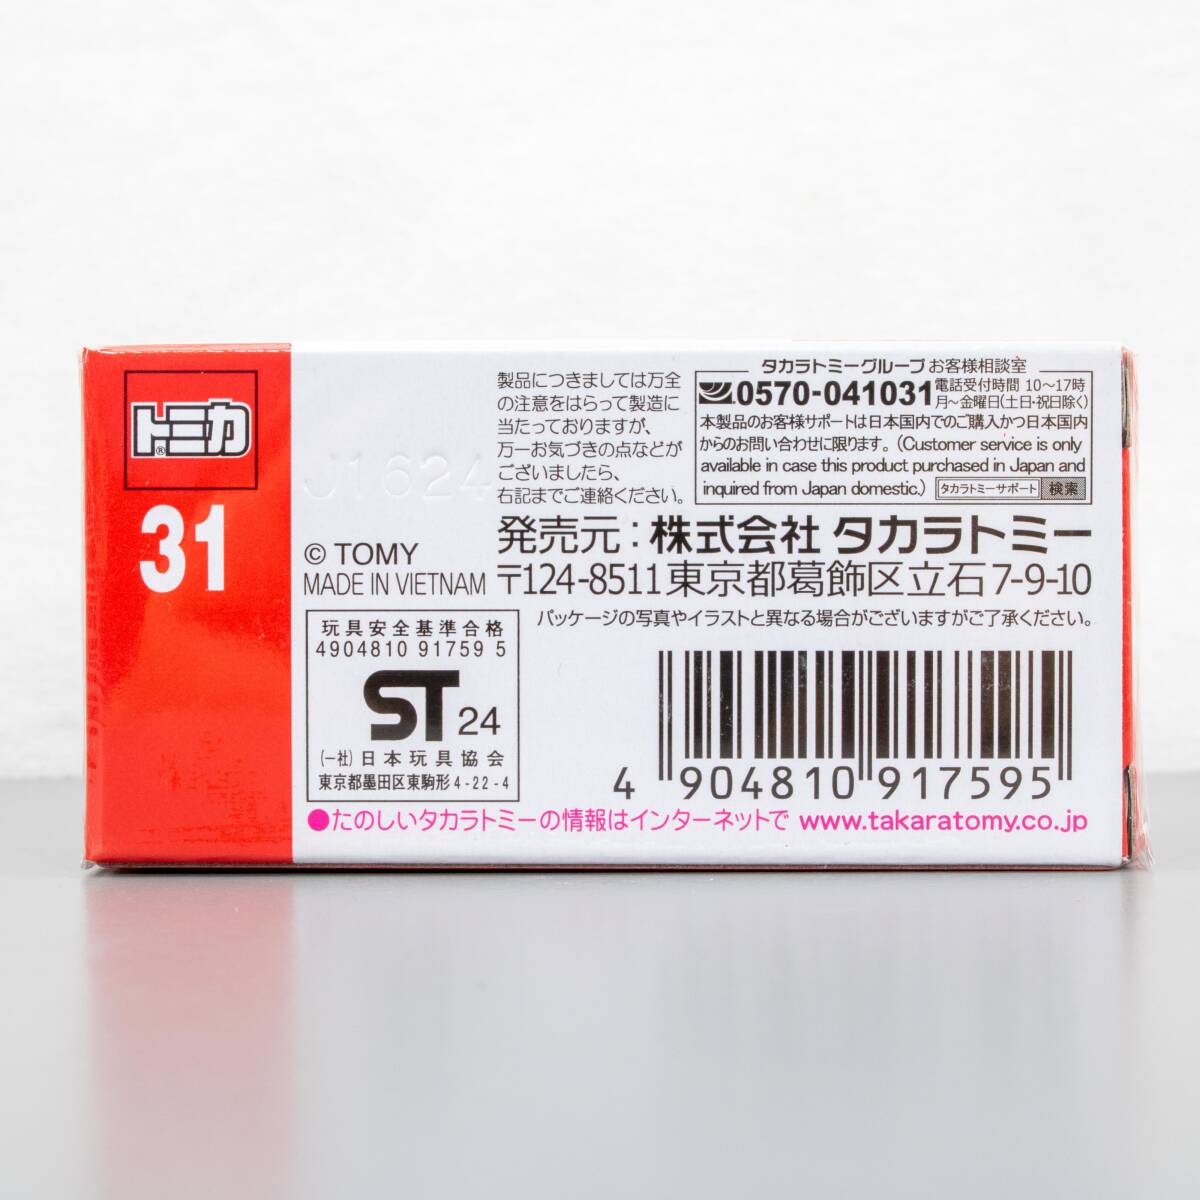 トミカ®
31
製品につきましては万全
の注意をはらって製造に
当たっておりますが、
万一お気づきの点などが
ございましたら、
右記までご連絡ください。
タカラトミーグループ お客様相談室
0570-041031 電話受付時間 10〜17時
月〜金曜日(土日・祝日除く)
本製品のお客様サポートは日本国内でのご購入かつ日本国内
からのお問い合わせに限ります。(Customer service is only
available in case this product purchased in Japan and
inquired from Japan domestic.) タカラトミーサポート 検索
J1624
© TOMY
MADE IN VIETNAM
発売元:株式会社 タカラトミー
〒124-8511 東京都葛飾区立石7-9-10
パッケージの写真やイラストと異なる場合がございますがご了承ください。
玩具安全基準合格
4904810 91759 5
ST 24
(一社)日本玩具協会
東京都墨田区東駒形4-22-4
4 904810 917595
●たのしいタカラトミーの情報はインターネットで www.takaratomy.co.jp